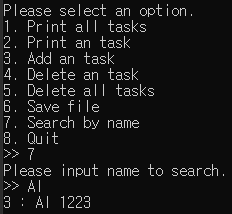 Please select an option.
1. Print all tasks
2. Print an task
3. Add an task
4. Delete an task
5. Delete all tasks
6. Save file
7. Search by name
8. Quit
>> 7
Please input name to search.
>> AI
3 : AI 1223